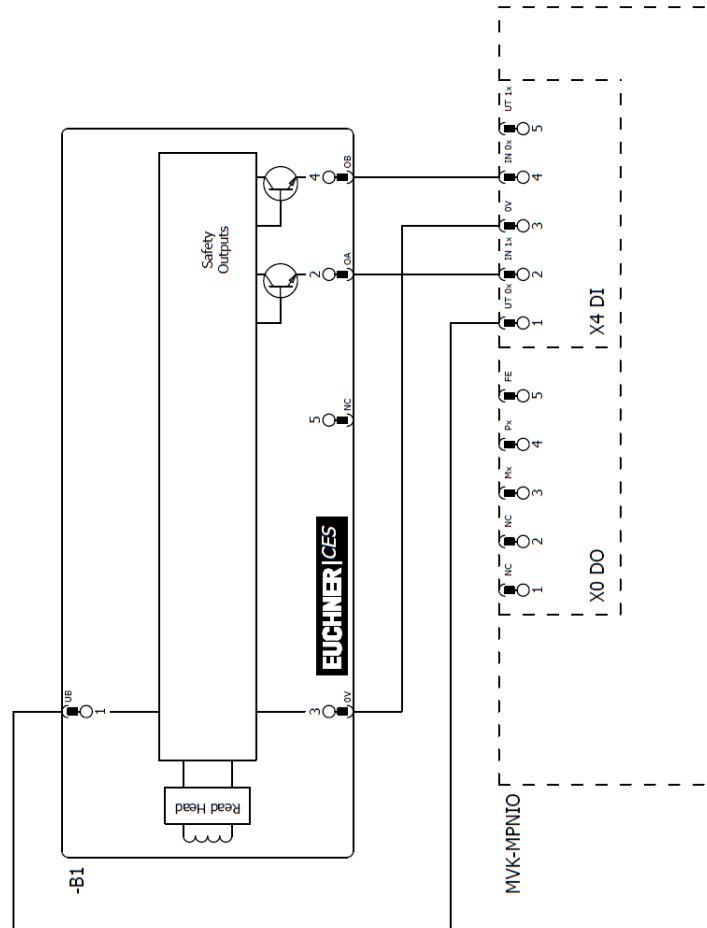 UT 1x
5
IN 0x
4
0V
3
IN 1x
2
UT 0x
1
X4 DI
FE
5
Px
4
Mx
3
NC
2
NC
1
X0 DO
MVK-MPNIO
4
OB
2
OA
Safety
Outputs
5
NC
EUCHNER|CES
UB
1
3
0V
Read Head
-B1